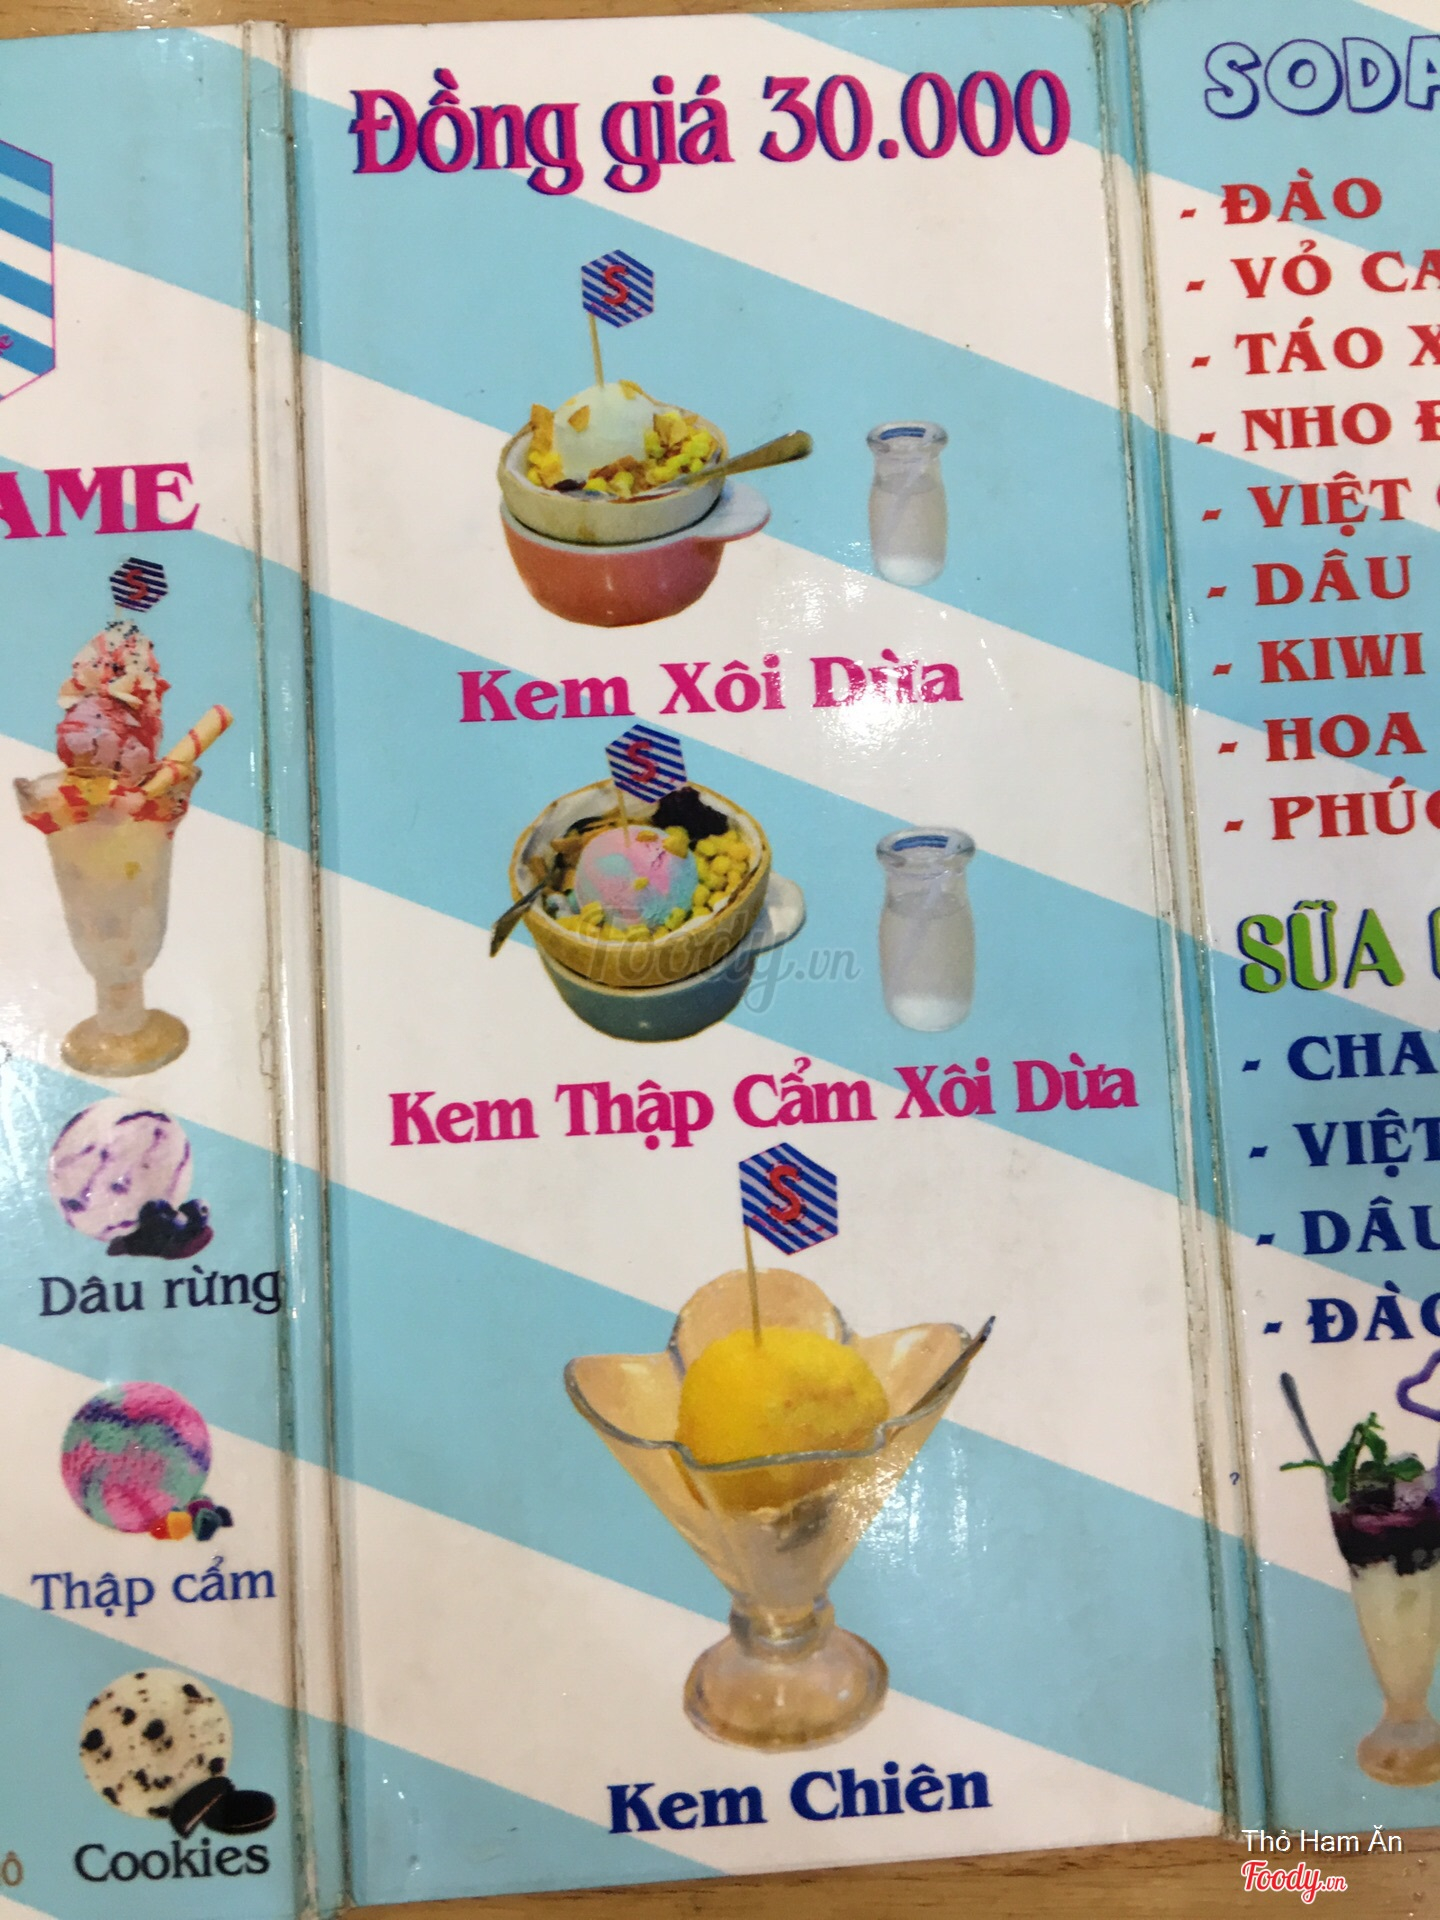 AME
Dâu rừng
Thập cẩm
Cookies
Đồng giá 30.000
S
Kem Xôi Dừa
S
Kem Thập Cẩm Xôi Dừa
S
Kem Chiên
SODA
- ĐÀO
- VỎ CA
- TÁO X
- NHO Đ
- VIỆT
- DÂU
- KIWI
- HOA
- PHÚC
SỮA
- CHA
- VIỆT
- DÂU
- ĐÀO
Foody.vn
Thỏ Ham Ăn
Foody.vn